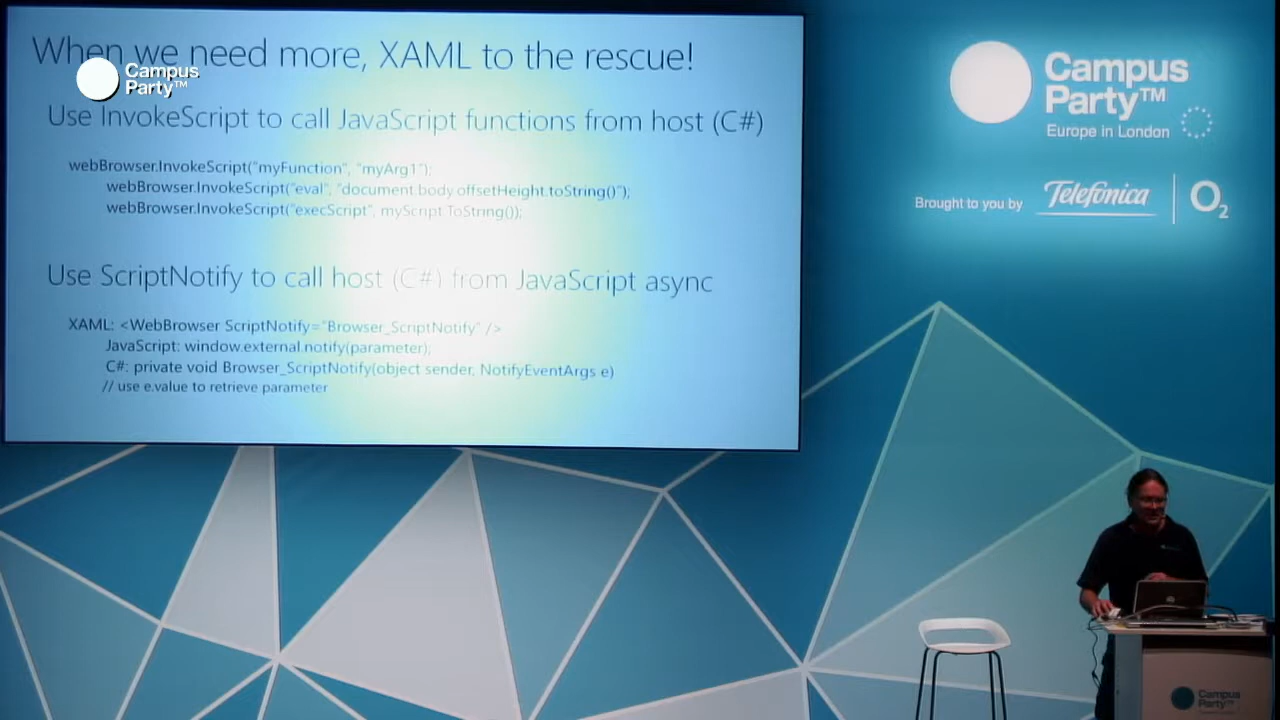 When we need more, XAML to the rescue!
Campus
Party™
Use InvokeScript to call JavaScript functions from host (C#)
webBrowser.InvokeScript("myFunction", "myArg1");
webBrowser.InvokeScript("eval", "document.body.offsetHeight.toString()");
webBrowser.InvokeScript("execScript", myScript.ToString());
Use ScriptNotify to call host (C#) from JavaScript async
XAML: <WebBrowser ScriptNotify="Browser_ScriptNotify" />
JavaScript: window.external.notify(parameter);
C#: private void Browser_ScriptNotify(object sender, NotifyEventArgs e)
// use e.value to retrieve parameter
Campus
Party™
Europe in London
Brought to you by
Telefónica
O2
Campus
Party™